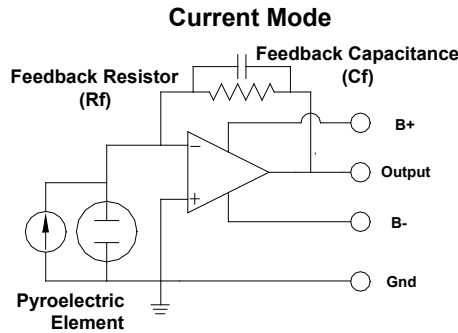 Current Mode
Feedback Capacitance
(Cf)
Feedback Resistor
(Rf)
B+
Output
B-
Gnd
Pyroelectric
Element